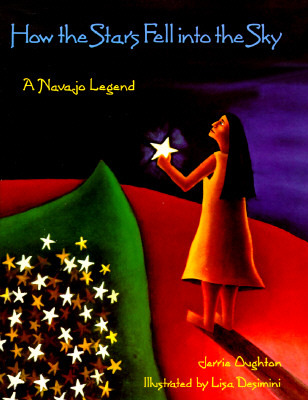 How the Stars Fell into the Sky
A Navajo Legend
Jerrie Oughton
Illustrated by Lisa Desimini